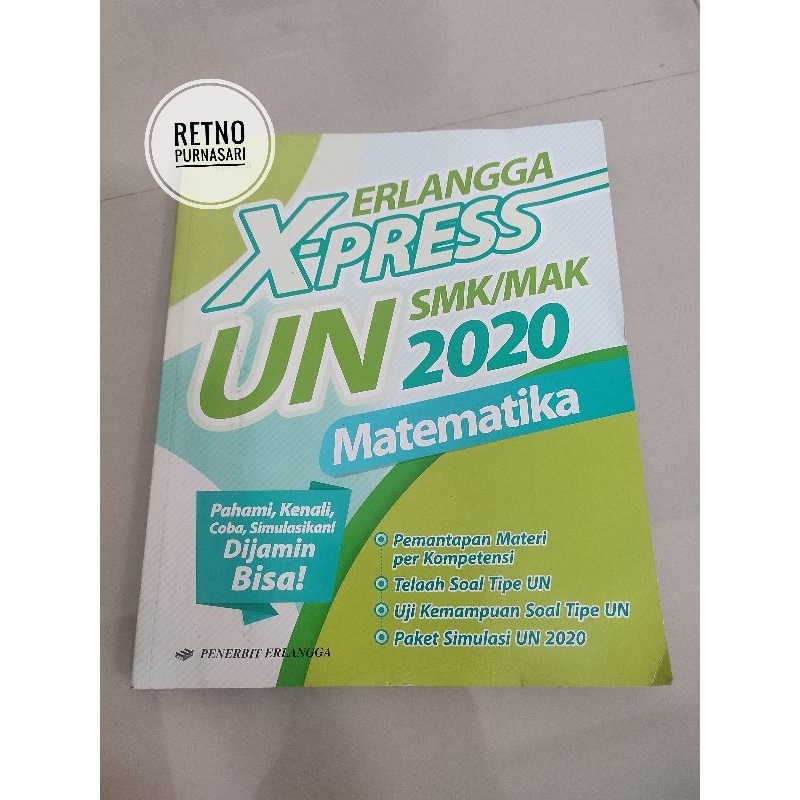 RETNO
PURNASARI
ERLANGGA
X-PRESS
UN SMK/MAK
2020
Matematika
Pahami, Kenali,
Coba, Simulasikan!
Dijamin
Bisa!
Pemantapan Materi
per Kompetensi
Telaah Soal Tipe UN
Uji Kemampuan Soal Tipe UN
Paket Simulasi UN 2020
PENERBIT ERLANGGA